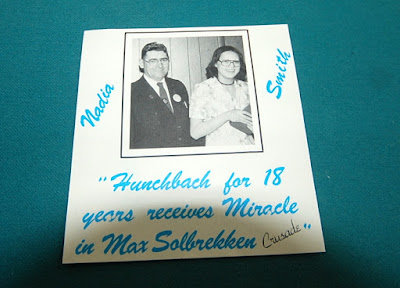 Nadia
Smith
"Hunchbach for 18
years receives Miracle
in Max Solbrekken Crusade"